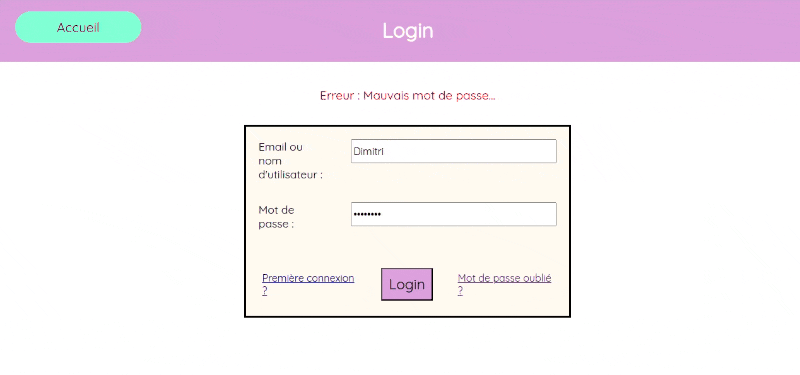 Accueil
Login
Erreur : Mauvais mot de passe...
Email ou
nom
d'utilisateur :
Dimitri
Mot de
passe :
••••••••
Première connexion
?
Login
Mot de passe oublié
?